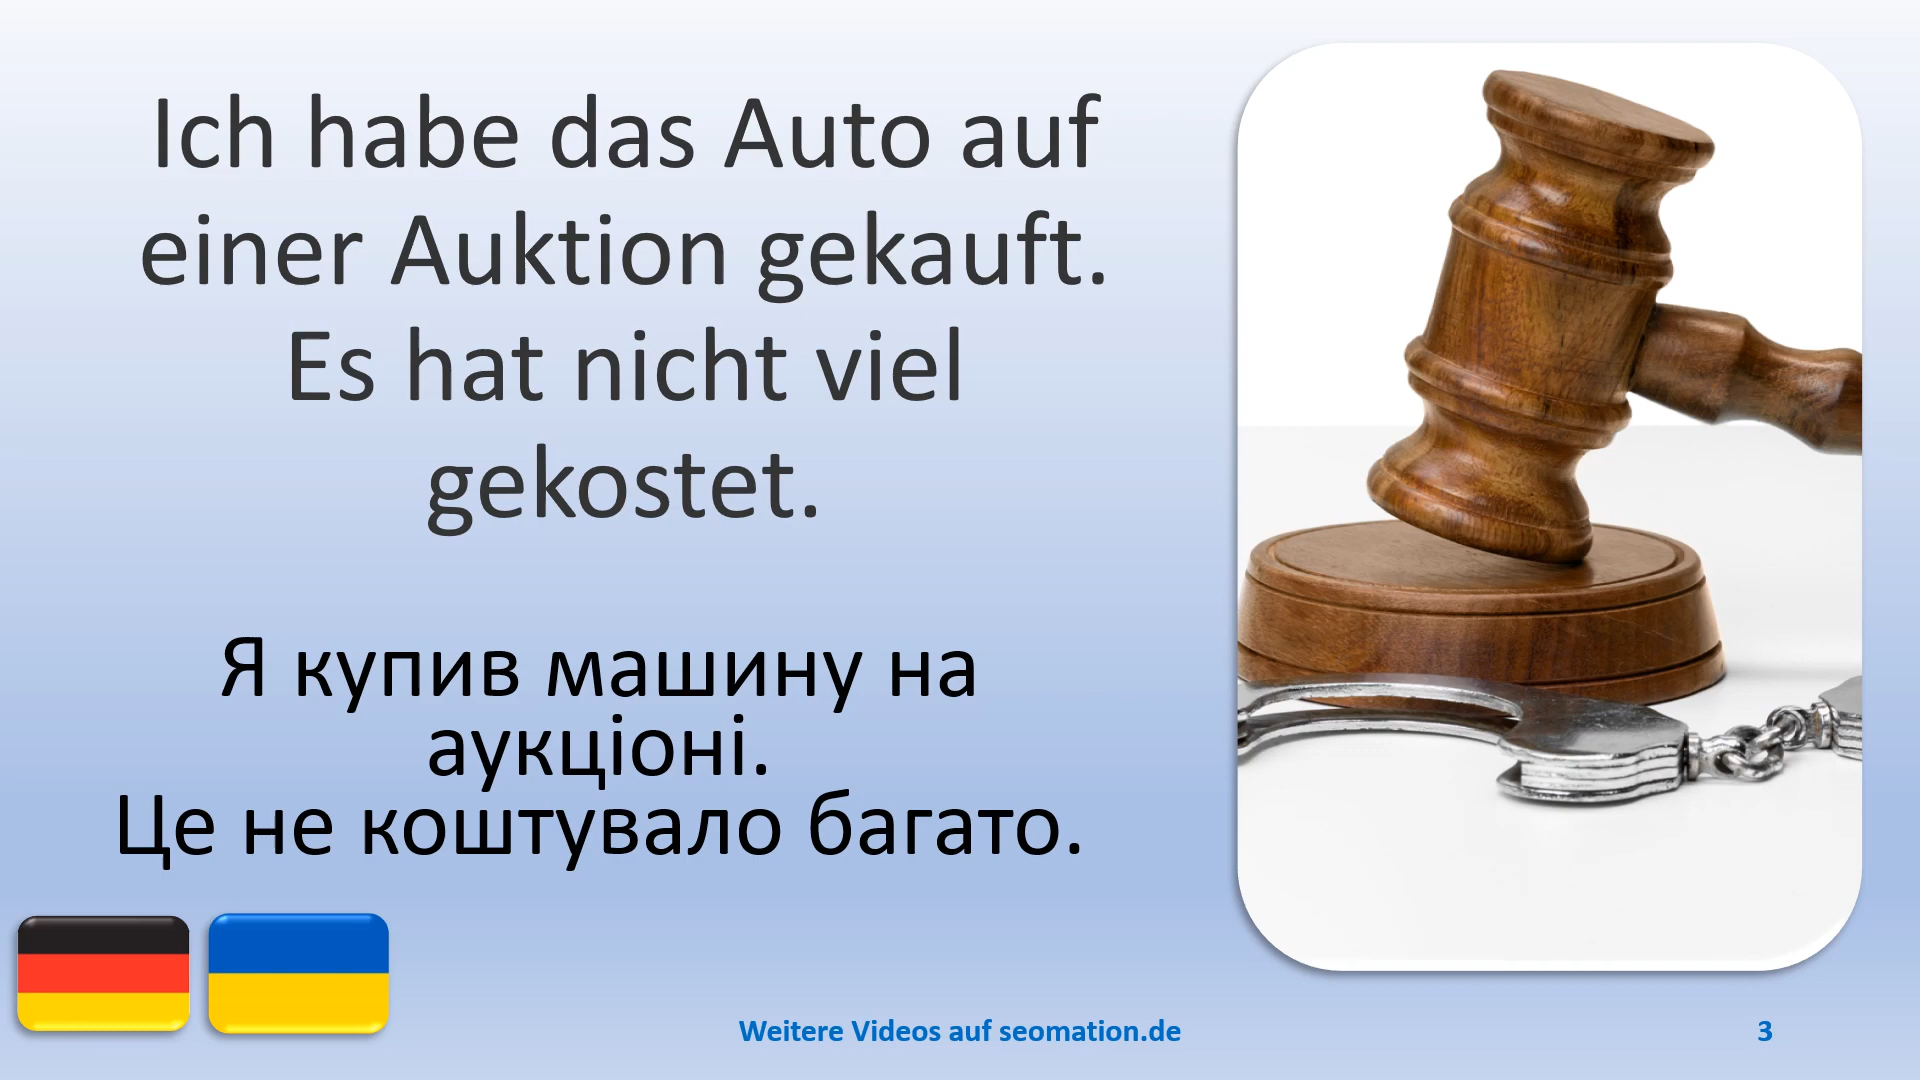 Ich habe das Auto auf
einer Auktion gekauft.
Es hat nicht viel
gekostet.
Я купив машину на
аукціоні.
Це не коштувало багато.
Weitere Videos auf seomation.de
3